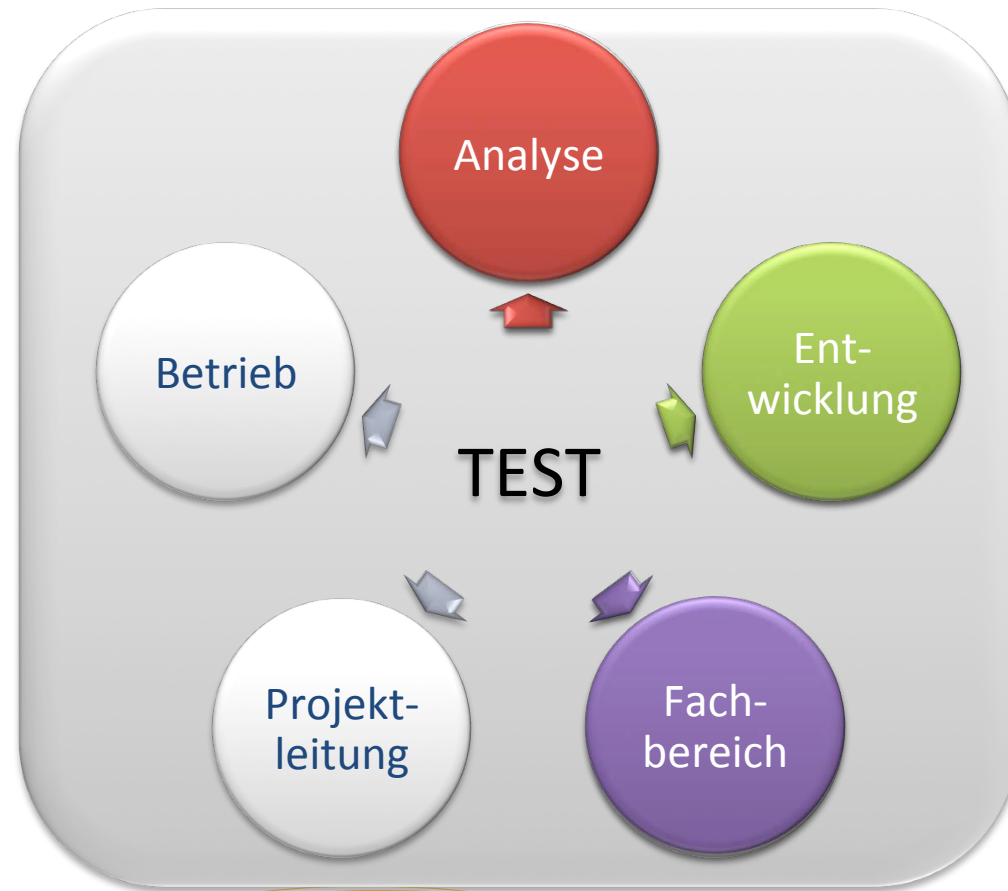 Analyse
Ent-
wicklung
Betrieb
TEST
Projekt-
leitung
Fach-
bereich